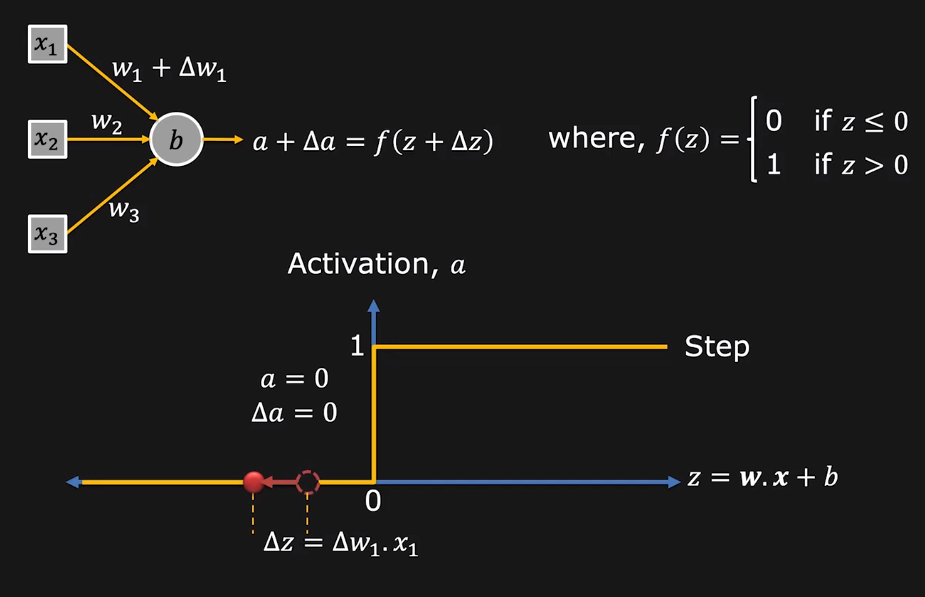 x₁
w₁ + Δw₁
x₂
w₂
b
a + Δa = f(z + Δz)
where, f(z) = { 0 if z ≤ 0
1 if z > 0
x₃
w₃
Activation, a
1
Step
a = 0
Δa = 0
z = w.x + b
0
Δz = Δw₁.x₁